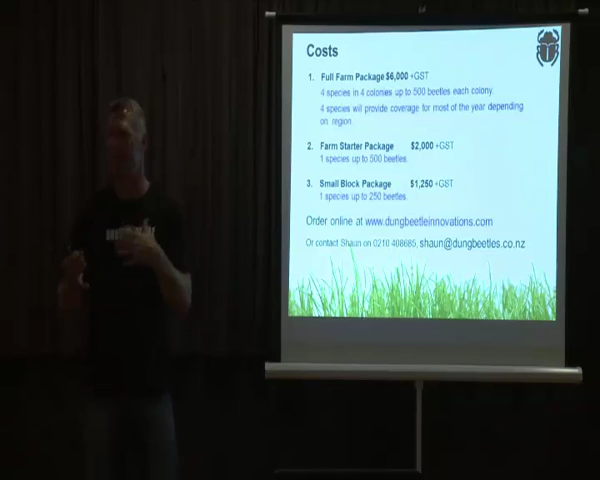 Costs
1. Full Farm Package $6,000 +GST
4 species in 4 colonies up to 500 beetles each colony.
4 species will provide coverage for most of the year depending
on region.
2. Farm Starter Package $2,000 +GST
1 species up to 500 beetles.
3. Small Block Package $1,250 +GST
1 species up to 250 beetles.
Order online at www.dungbeetleinnovations.com
Or contact Shaun on 0210 408685, shaun@dungbeetles.co.nz